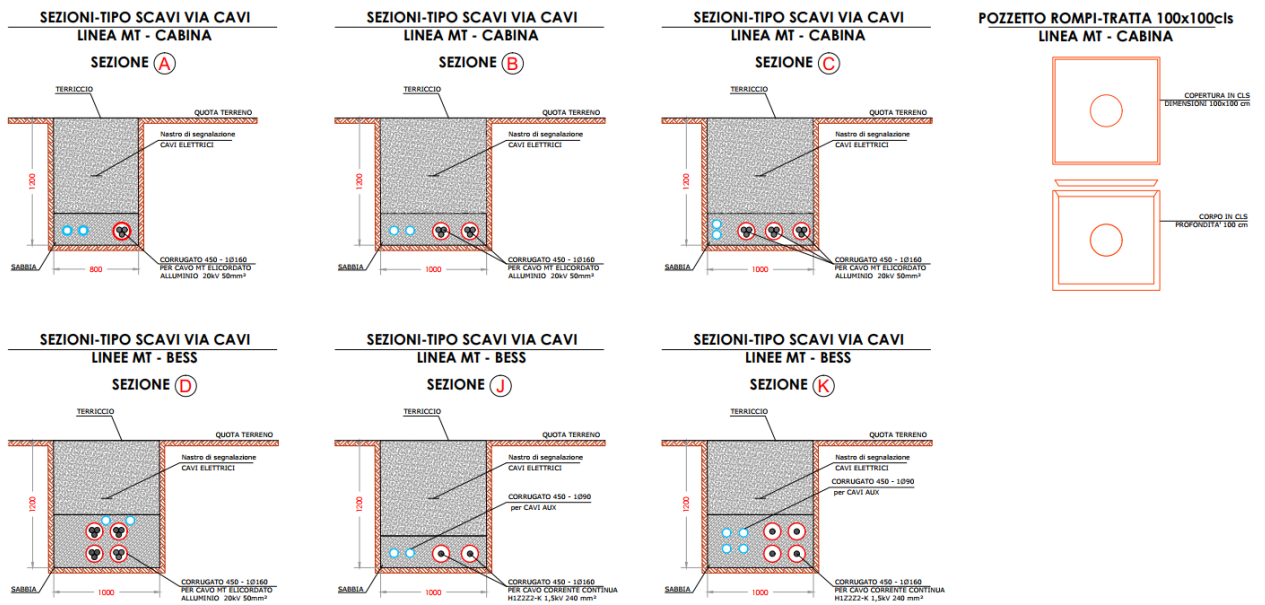 SEZIONI-TIPO SCAVI VIA CAVI
LINEA MT - CABINA
SEZIONE A
TERRICCIO
QUOTA TERRENO
Nastro di segnalazione
CAVI ELETTRICI
1200
SABBIA
800
CORRUGATO 450 - 1Ø160
PER CAVO MT ELICORDATO
ALLUMINIO 20kV 50mm²
SEZIONI-TIPO SCAVI VIA CAVI
LINEA MT - CABINA
SEZIONE B
TERRICCIO
QUOTA TERRENO
Nastro di segnalazione
CAVI ELETTRICI
1200
SABBIA
1000
CORRUGATO 450 - 1Ø160
PER CAVO MT ELICORDATO
ALLUMINIO 20kV 50mm²
SEZIONI-TIPO SCAVI VIA CAVI
LINEA MT - CABINA
SEZIONE C
TERRICCIO
QUOTA TERRENO
Nastro di segnalazione
CAVI ELETTRICI
1200
SABBIA
1000
CORRUGATO 450 - 1Ø160
PER CAVO MT ELICORDATO
ALLUMINIO 20kV 50mm²
POZZETTO ROMPI-TRATTA 100x100cls
LINEA MT - CABINA
COPERTURA IN CLS
DIMENSIONI 100x100 cm
CORPO IN CLS
PROFONDITA' 100 cm
SEZIONI-TIPO SCAVI VIA CAVI
LINEE MT - BESS
SEZIONE D
TERRICCIO
QUOTA TERRENO
Nastro di segnalazione
CAVI ELETTRICI
1200
SABBIA
1000
CORRUGATO 450 - 1Ø160
PER CAVO MT ELICORDATO
ALLUMINIO 20kV 50mm²
SEZIONI-TIPO SCAVI VIA CAVI
LINEA MT - BESS
SEZIONE J
TERRICCIO
QUOTA TERRENO
Nastro di segnalazione
CAVI ELETTRICI
CORRUGATO 450 - 1Ø90
per CAVI AUX
1200
SABBIA
1000
CORRUGATO 450 - 1Ø160
PER CAVO CORRENTE CONTINUA
H1Z2Z2-K 1,5kV 240 mm²
SEZIONI-TIPO SCAVI VIA CAVI
LINEE MT - BESS
SEZIONE K
TERRICCIO
QUOTA TERRENO
Nastro di segnalazione
CAVI ELETTRICI
CORRUGATO 450 - 1Ø90
per CAVI AUX
1200
SABBIA
1000
CORRUGATO 450 - 1Ø160
PER CAVO CORRENTE CONTINUA
H1Z2Z2-K 1,5kV 240 mm²